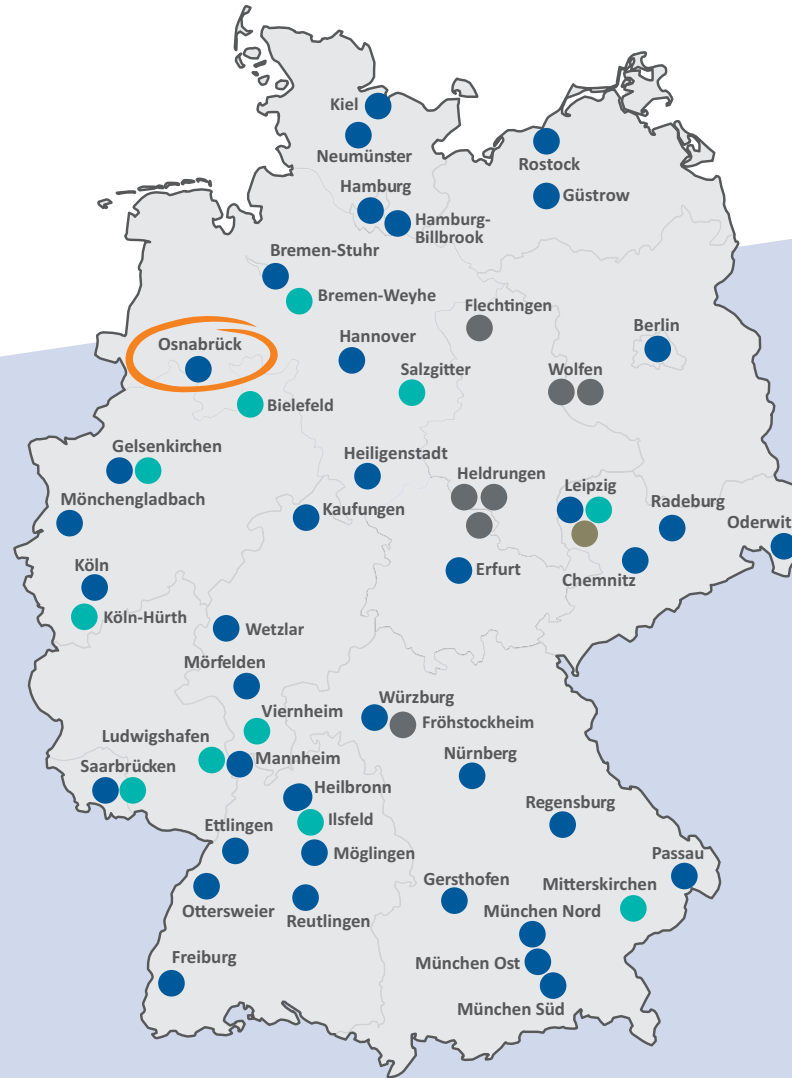 Kiel
Neumünster
Rostock
Hamburg
Güstrow
Hamburg-
Billbrook
Bremen-Stuhr
Bremen-Weyhe
Flechtingen
Osnabrück
Hannover
Berlin
Salzgitter
Wolfen
Bielefeld
Gelsenkirchen
Heiligenstadt
Heldrungen
Leipzig
Mönchengladbach
Radeburg
Kaufungen
Oderwit
Köln
Erfurt
Chemnitz
Köln-Hürth
Wetzlar
Mörfelden
Würzburg
Viernheim
Fröhstockheim
Ludwigshafen
Nürnberg
Saarbrücken
Mannheim
Heilbronn
Regensburg
Ilsfeld
Ettlingen
Möglingen
Passau
Gersthofen
Mitterskirchen
Ottersweier
Reutlingen
München Nord
Freiburg
München Ost
München Süd